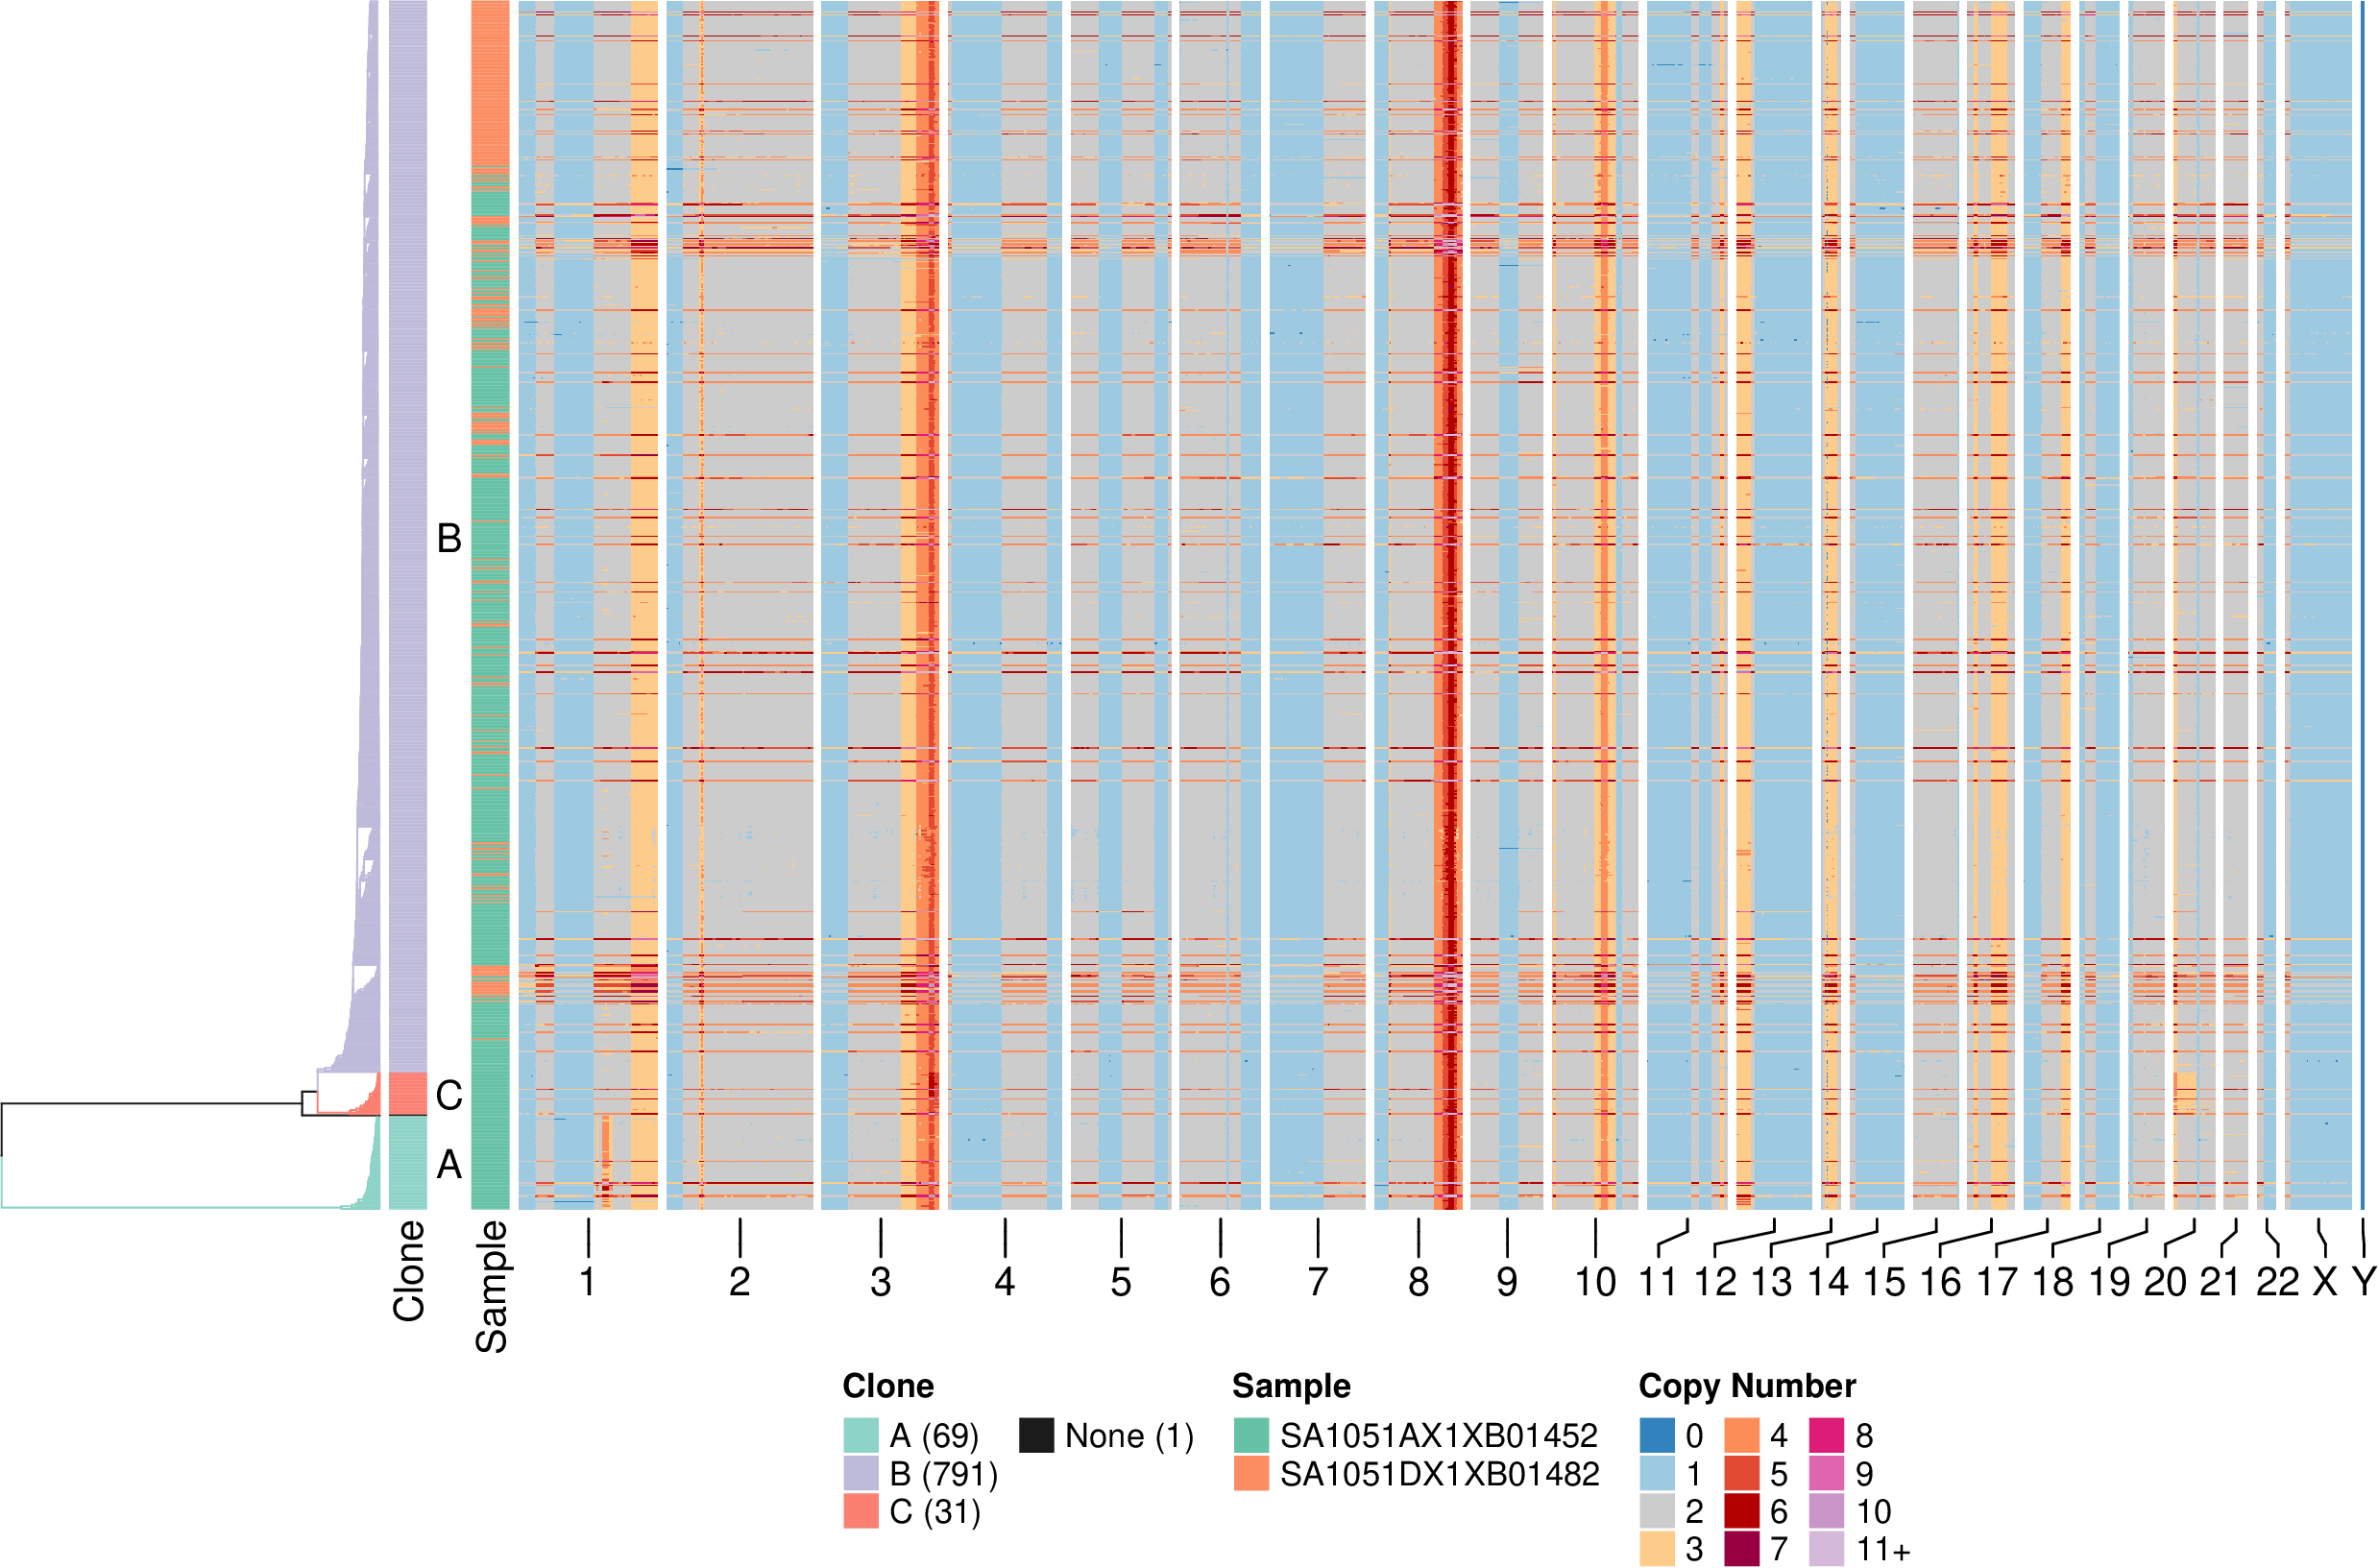 B
C
A
Clone
Sample
1 2 3 4 5 6 7 8 9 10 11 12 13 14 15 16 17 18 19 20 21 22 X Y
Clone
A (69)
B (791)
C (31)
None (1)
Sample
SA1051AX1XB01452
SA1051DX1XB01482
Copy Number
0 4 8
1 5 9
2 6 10
3 7 11+